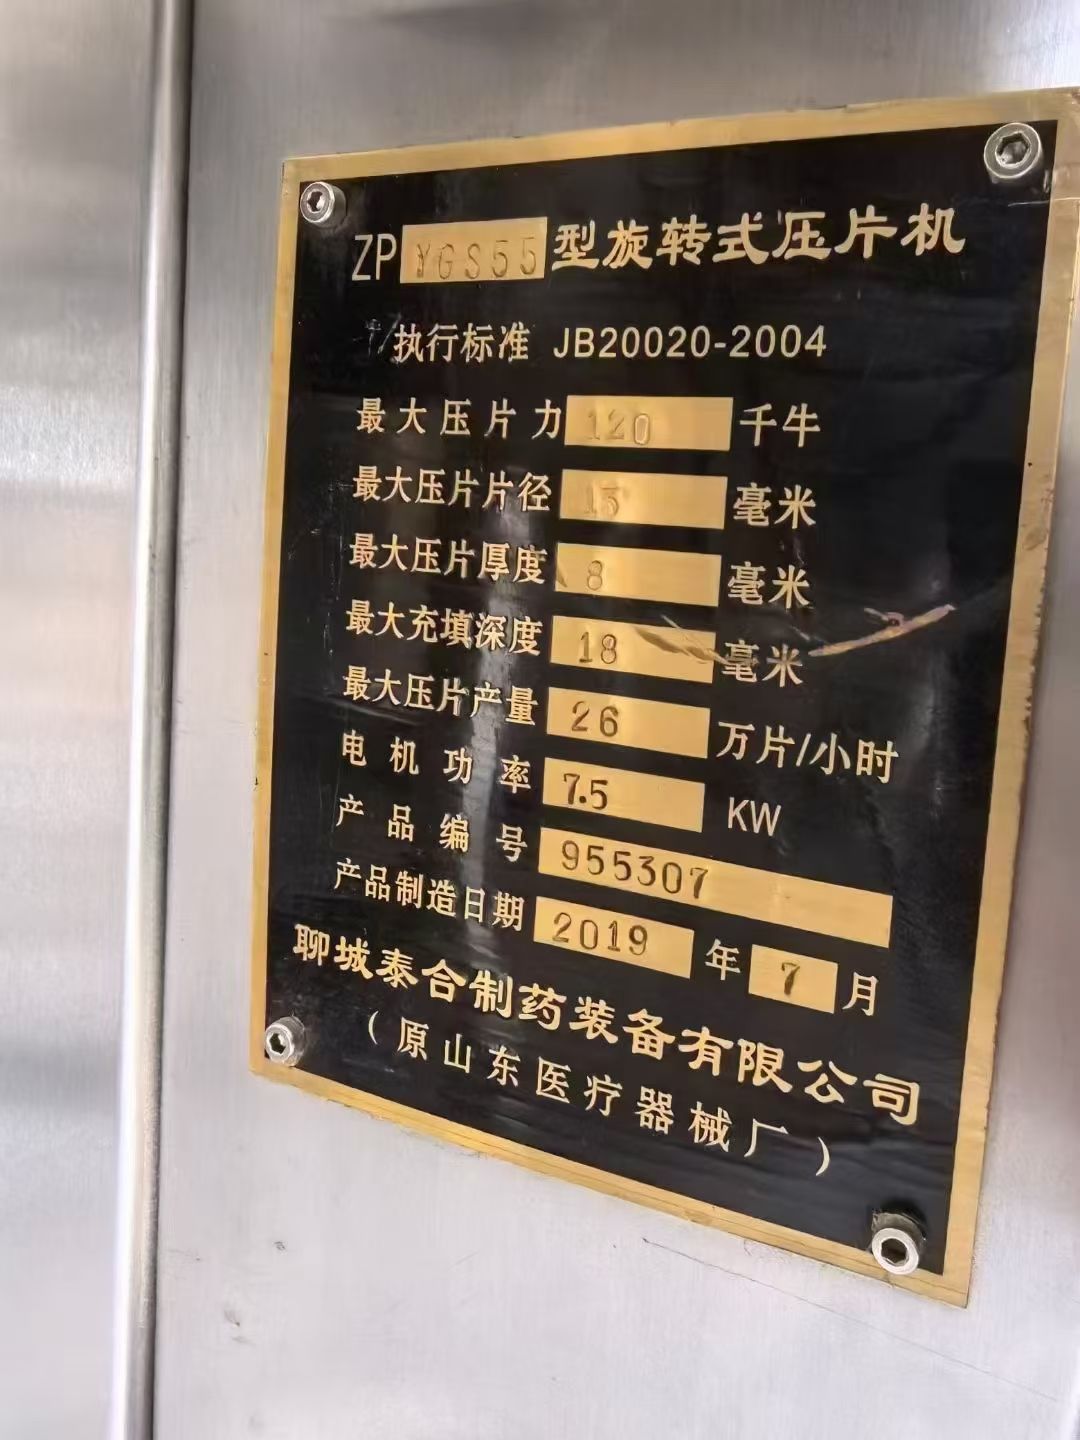 ZP YGS55 型旋转式压片机
执行标准 JB20020-2004
最大压片力 120 千牛
最大压片片径 13 毫米
最大压片厚度 8 毫米
最大充填深度 18 毫米
最大压片产量 26 万片/小时
电机功率 7.5 KW
产品编号 955307
产品制造日期 2019 年 7 月
聊城泰合制药装备有限公司
（原山东医疗器械厂）